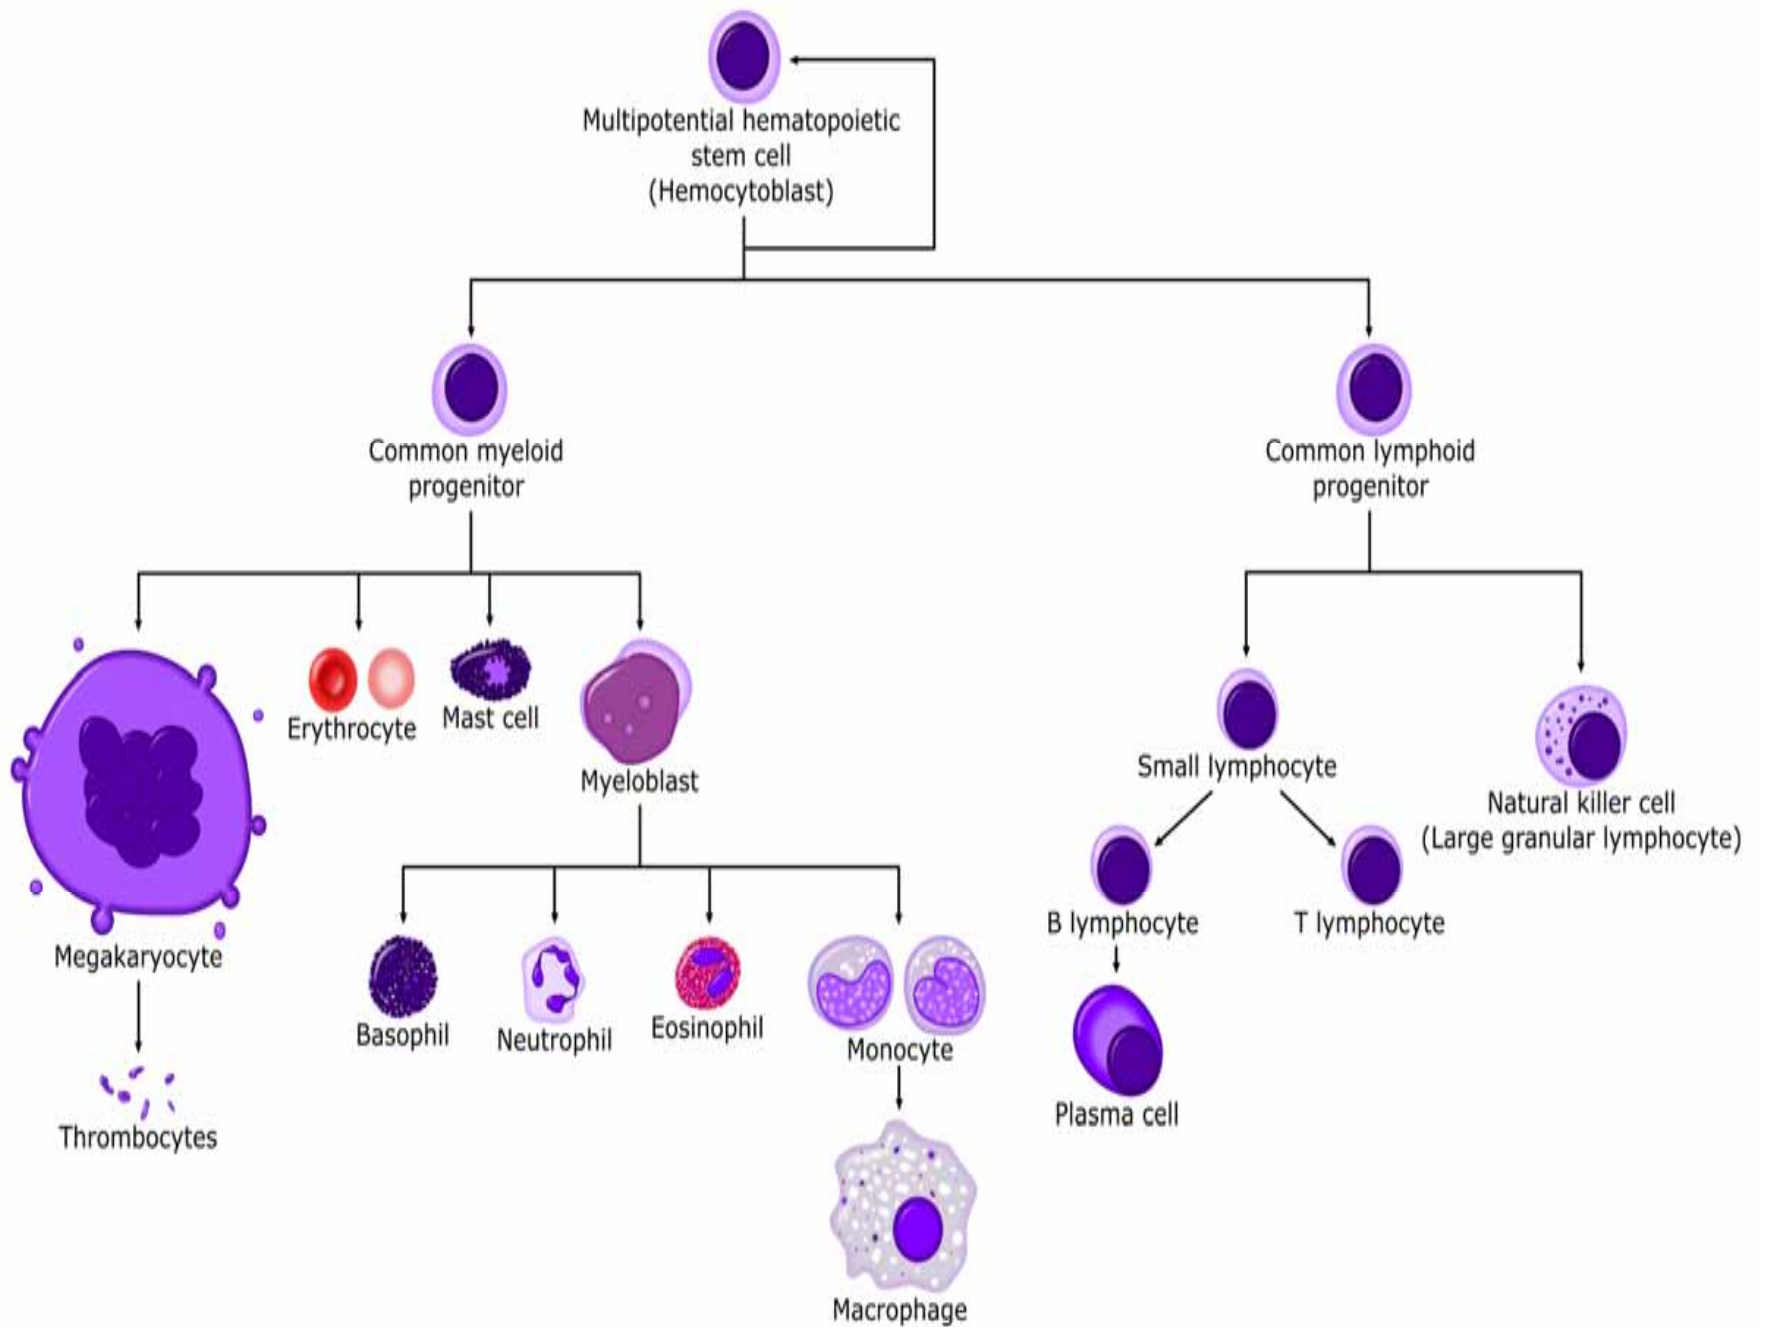 Multipotential hematopoietic
stem cell
(Hemocytoblast)
Common myeloid
progenitor
Common lymphoid
progenitor
Erythrocyte
Mast cell
Myeloblast
Small lymphocyte
Natural killer cell
(Large granular lymphocyte)
B lymphocyte
T lymphocyte
Megakaryocyte
Basophil
Neutrophil
Eosinophil
Monocyte
Plasma cell
Thrombocytes
Macrophage